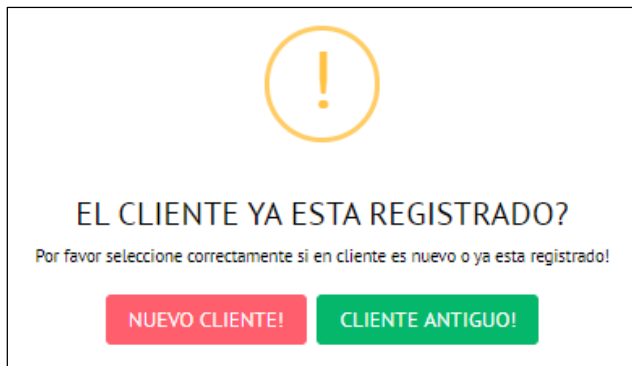 !
EL CLIENTE YA ESTA REGISTRADO?
Por favor seleccione correctamente si en cliente es nuevo o ya esta registrado!
NUEVO CLIENTE! CLIENTE ANTIGUO!